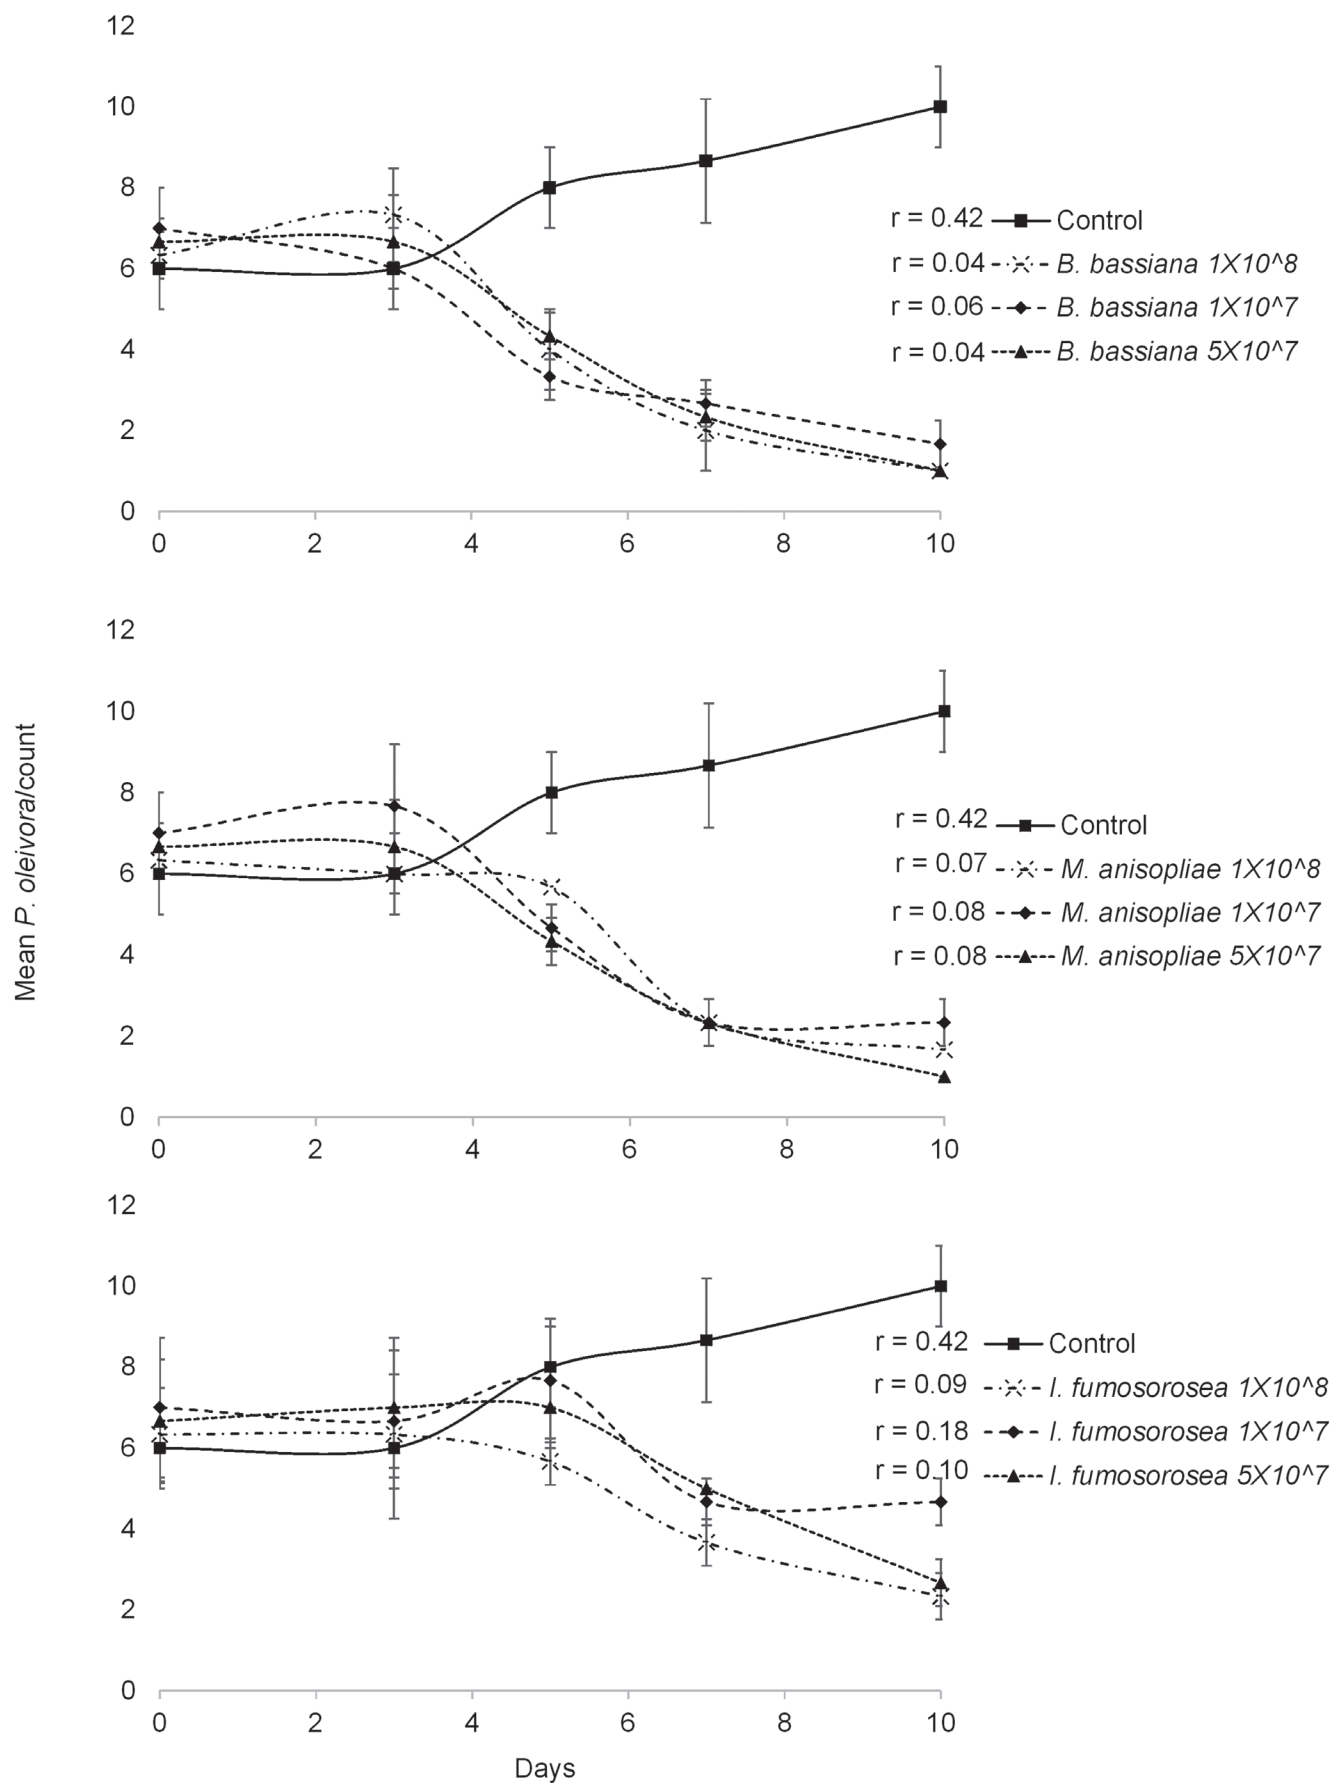 12
10
8
6
4
2
0
0 2 4 6 8 10
r = 0.42 Control
r = 0.04 B. bassiana 1X10^8
r = 0.06 B. bassiana 1X10^7
r = 0.04 B. bassiana 5X10^7
Mean P. oleivora/count
12
10
8
6
4
2
0
0 2 4 6 8 10
r = 0.42 Control
r = 0.07 M. anisopliae 1X10^8
r = 0.08 M. anisopliae 1X10^7
r = 0.08 M. anisopliae 5X10^7
12
10
8
6
4
2
0
0 2 4 6 8 10
r = 0.42 Control
r = 0.09 I. fumosorosea 1X10^8
r = 0.18 I. fumosorosea 1X10^7
r = 0.10 I. fumosorosea 5X10^7
Days